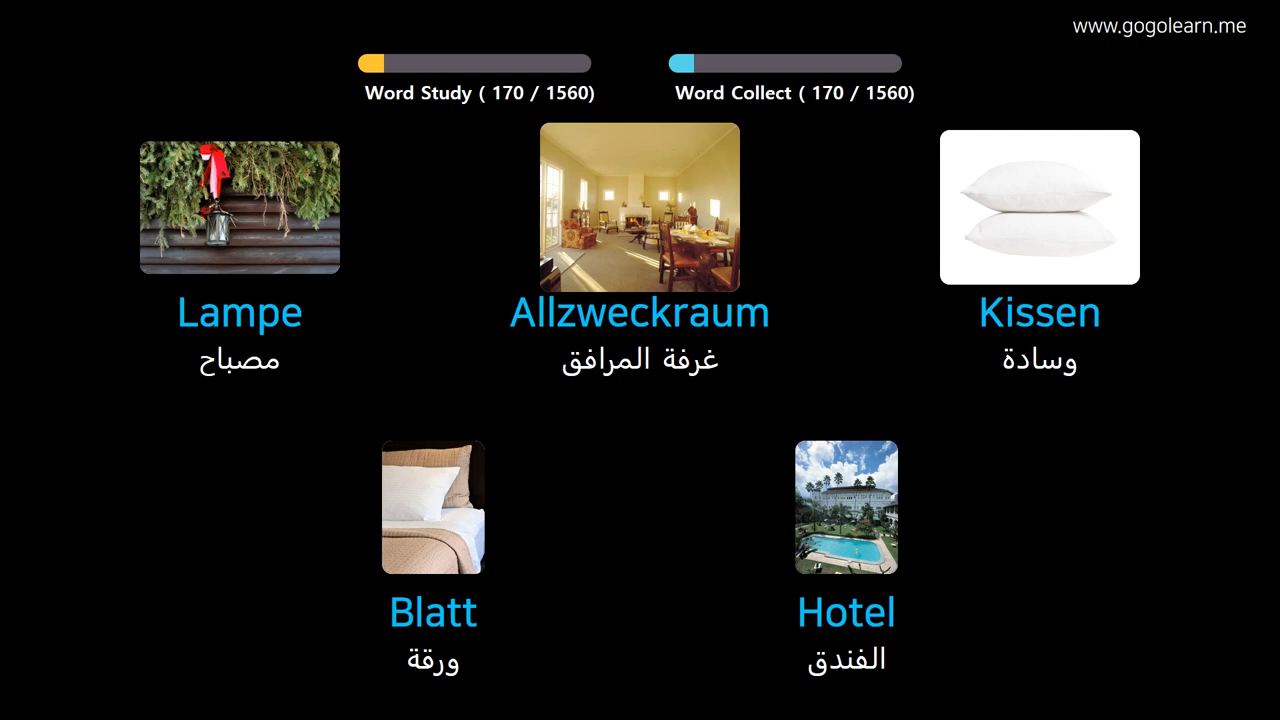 www.gogolearn.me
Word Study ( 170 / 1560)
Word Collect ( 170 / 1560)
Lampe
مصباح
Allzweckraum
غرفة المرافق
Kissen
وسادة
Blatt
ورقة
Hotel
الفندق